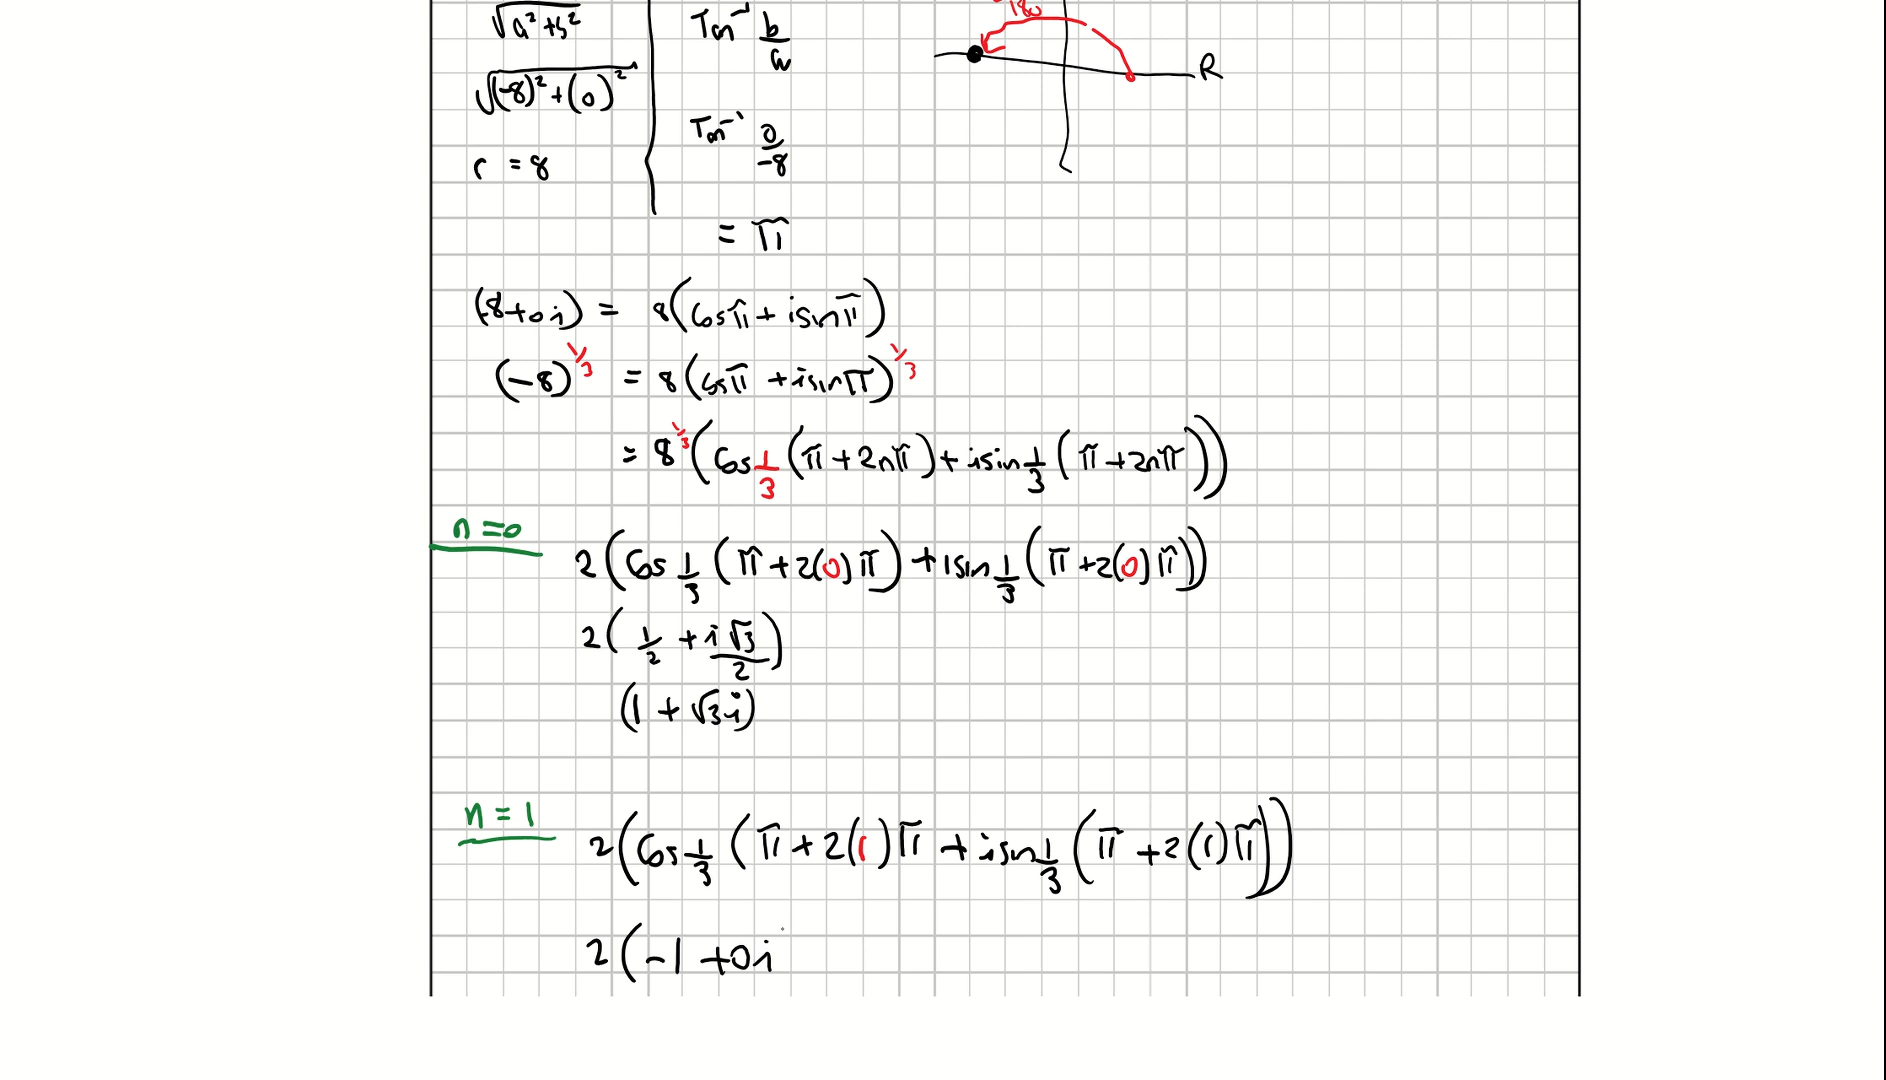 √a²+b²
√(-8)²+(0)²
r = 8
Tan⁻¹ b/a
Tan⁻¹ 0/-8
= π
180
R
(-8+0i) = 8(Cosπ + isinπ)
(-8)^1/3 = 8(Cosπ + isinπ)^1/3
= 8^1/3 (Cos 1/3 (π + 2nπ) + isin 1/3 (π + 2nπ))
n = 0
2(Cos 1/3 (π + 2(0)π) + isin 1/3 (π + 2(0)π))
2(1/2 + i√3/2)
(1 + √3i)
n = 1
2(Cos 1/3 (π + 2(1)π + isin 1/3 (π + 2(1)π))
2(-1 + 0i